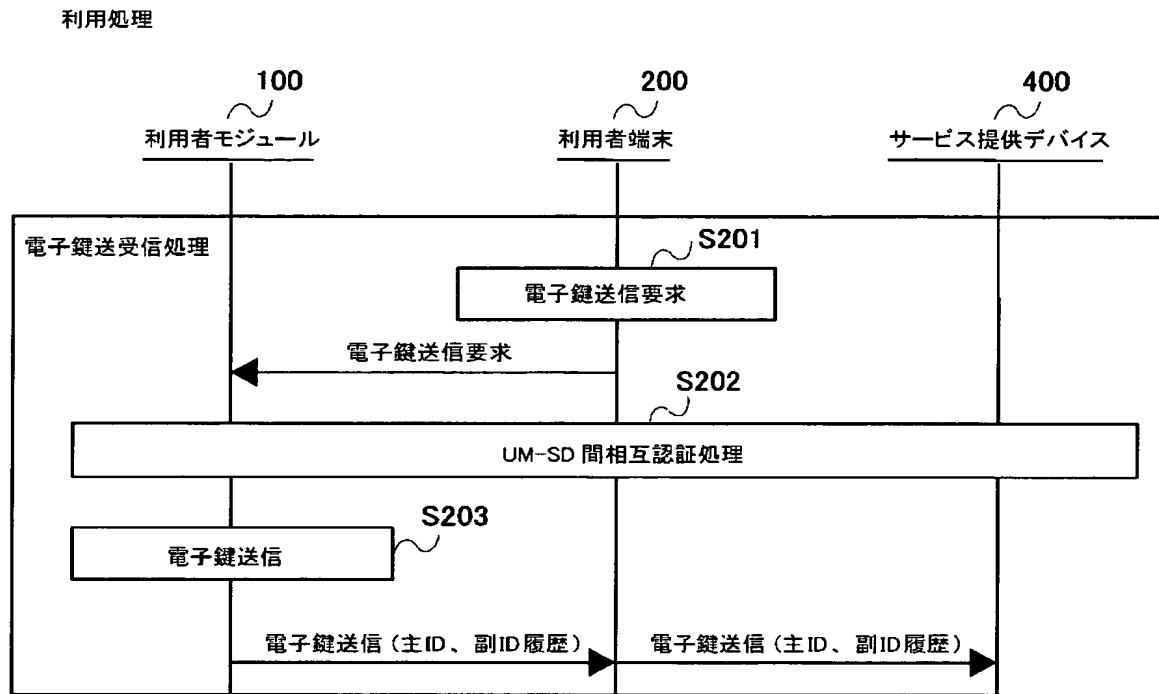 利用処理
100
200
400
利用者モジュール
利用者端末
サービス提供デバイス
電子鍵送受信処理
S201
電子鍵送信要求
電子鍵送信要求
S202
UM-SD 間相互認証処理
S203
電子鍵送信
電子鍵送信（主ID、副ID履歴）
電子鍵送信（主ID、副ID履歴）